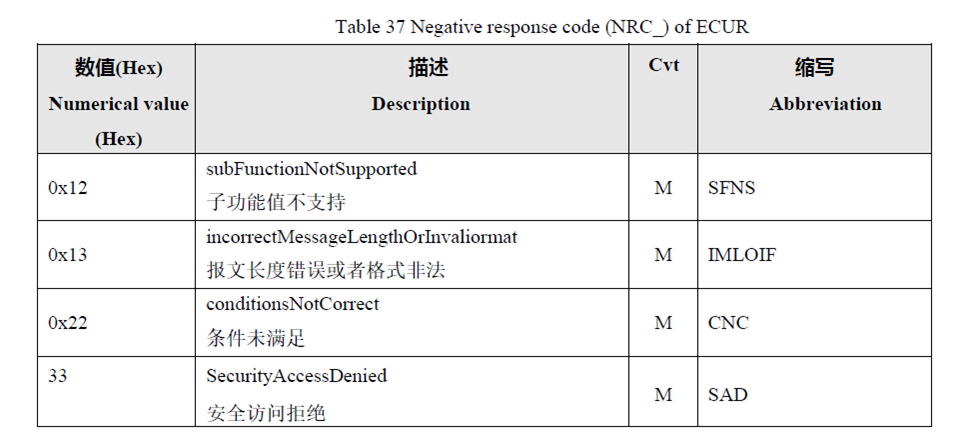 Table 37 Negative response code (NRC_) of ECUR
数值(Hex)
Numerical value
(Hex)
描述
Description
Cvt
缩写
Abbreviation
0x12
subFunctionNotSupported
子功能值不支持
M
SFNS
0x13
incorrectMessageLengthOrInvaliormat
报文长度错误或者格式非法
M
IMLOIF
0x22
conditionsNotCorrect
条件未满足
M
CNC
33
SecurityAccessDenied
安全访问拒绝
M
SAD